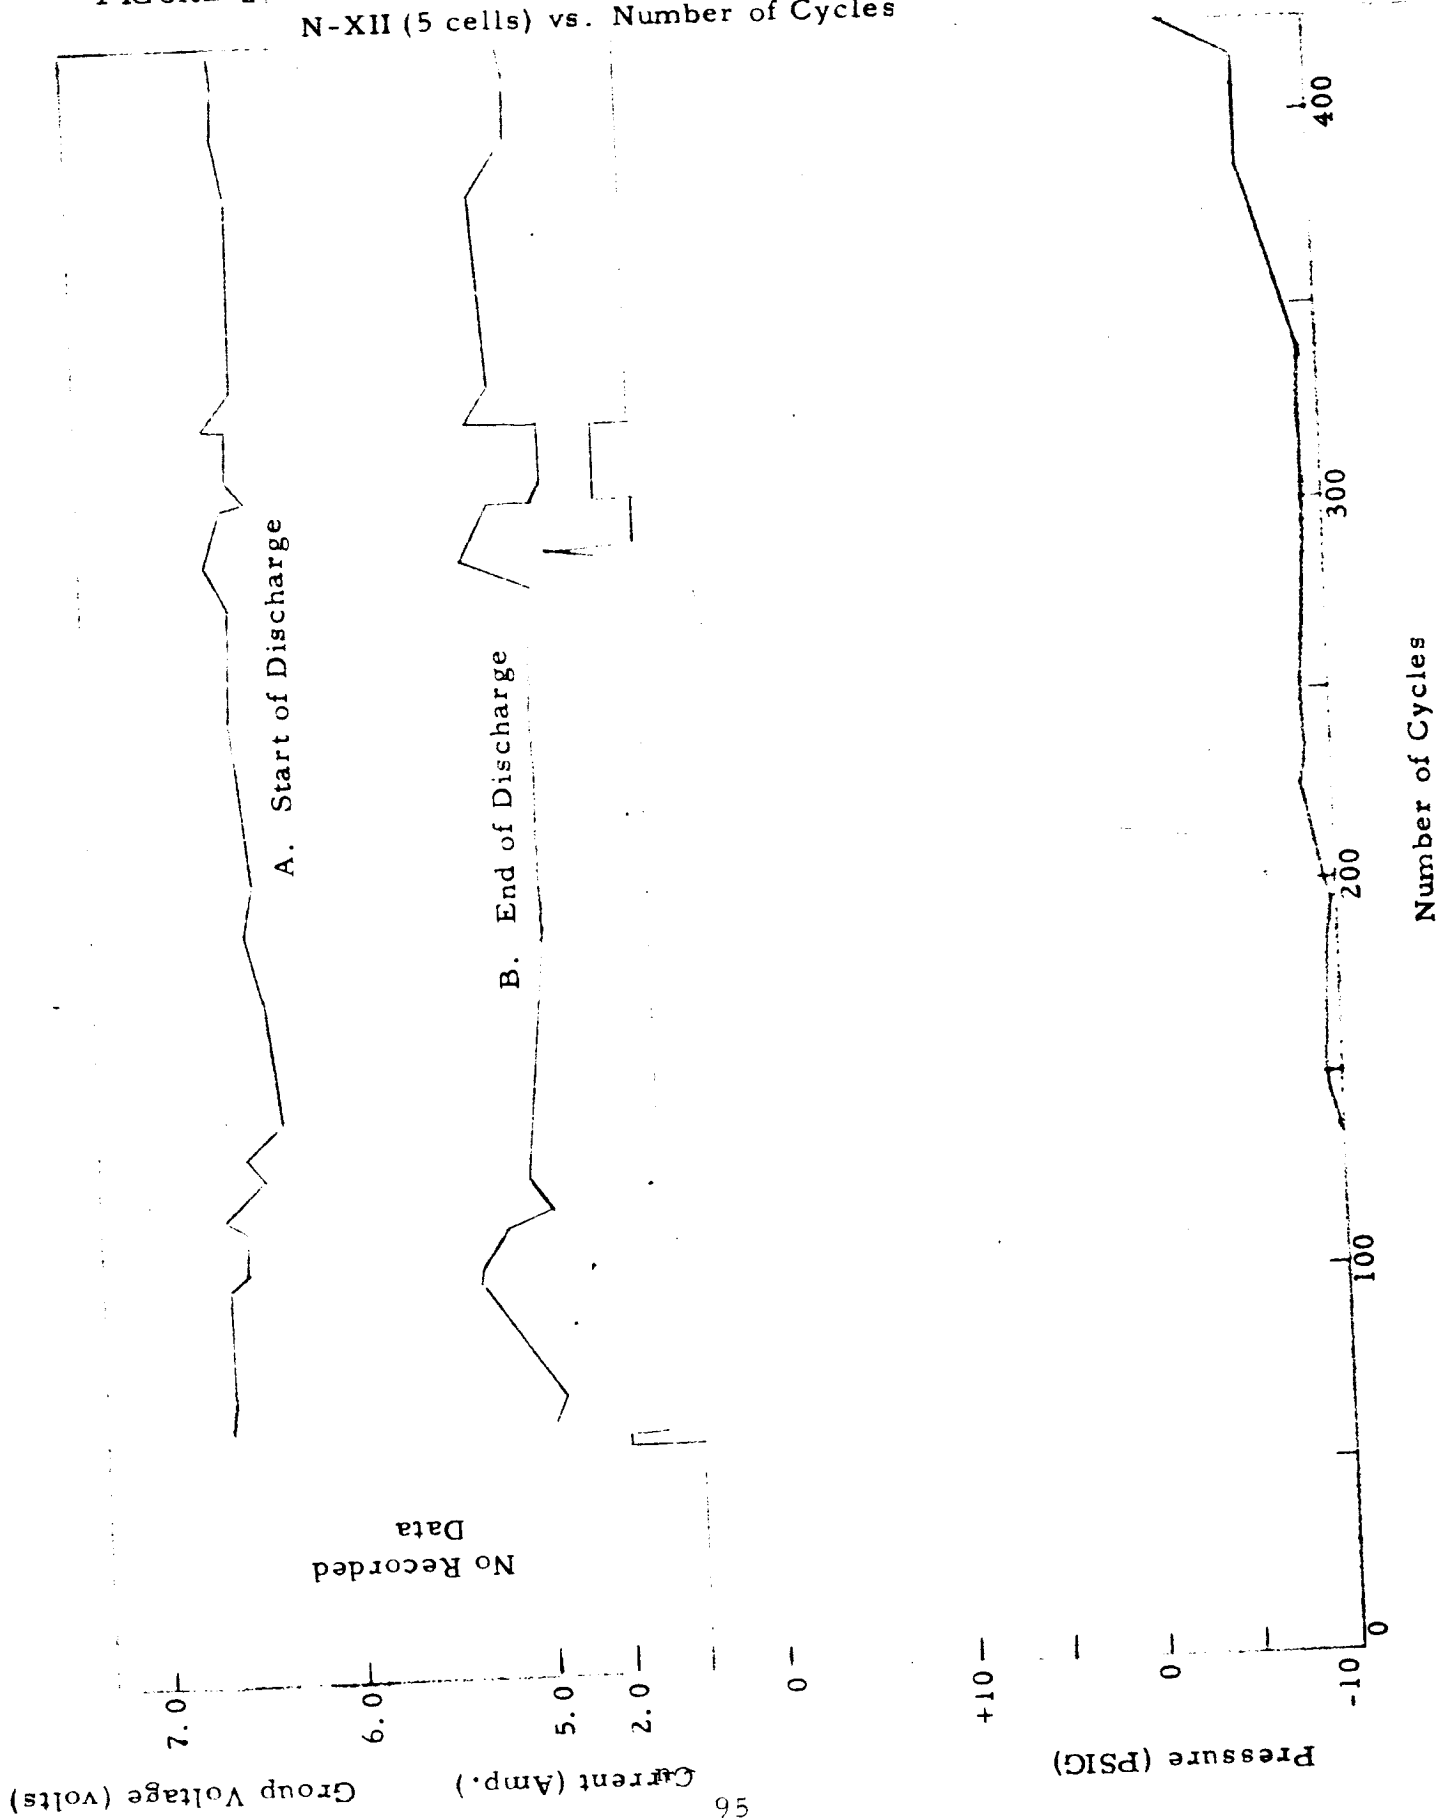 N-XII (5 cells) vs. Number of Cycles
Group Voltage (volts)
7.0
6.0
5.0
A. Start of Discharge
B. End of Discharge
No Recorded
Data
Current (Amp.)
2.0
0
Pressure (PSIG)
+10
0
-10
0
100
200
300
400
Number of Cycles
95